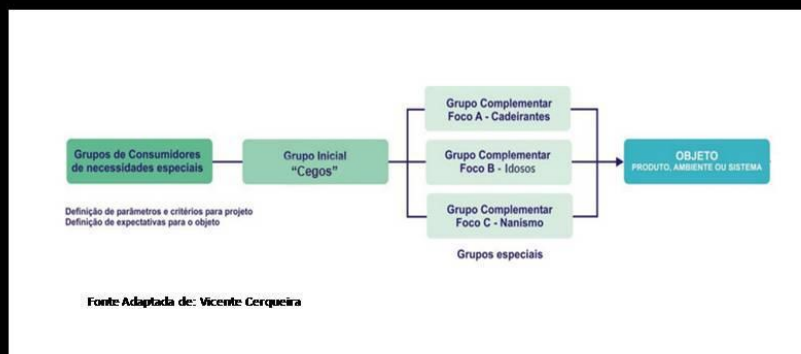 Grupos de Consumidores
de necessidades especiais
Definição de parâmetros e critérios para projeto
Definição de expectativas para o objeto
Grupo Inicial
"Cegos"
Grupo Complementar
Foco A - Cadeirantes
Grupo Complementar
Foco B - Idosos
Grupo Complementar
Foco C - Nanismo
Grupos especiais
OBJETO
PRODUTO, AMBIENTE OU SISTEMA
Fonte Adaptada de: Vicente Cerqueira